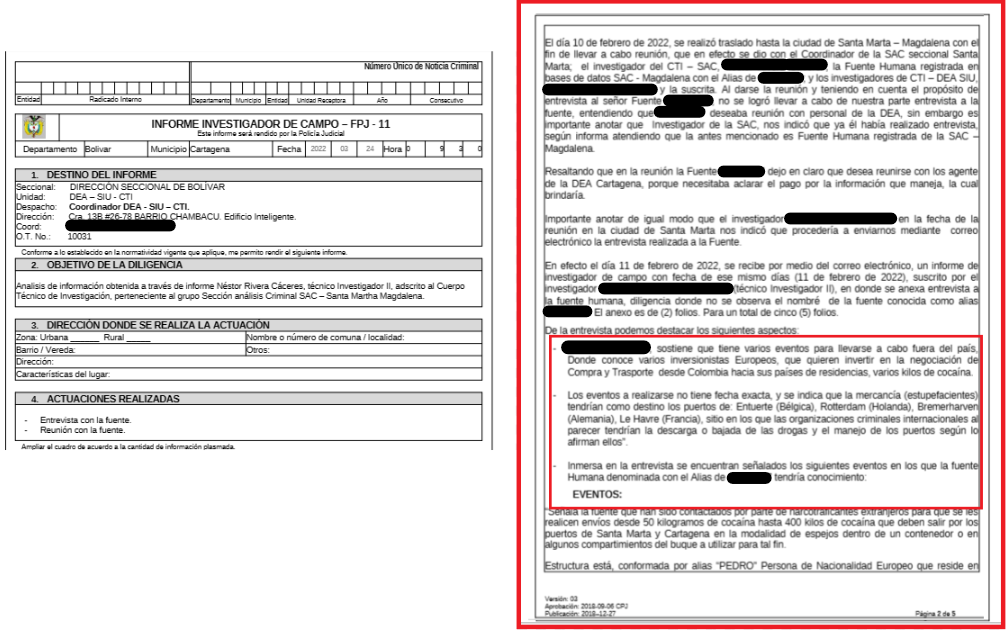 Número Único de Noticia Criminal
Entidad Radicado Interno Departamento Municipio Entidad Unidad Receptora Año Consecutivo
INFORME INVESTIGADOR DE CAMPO – FPJ - 11
Este informe será rendido por la Policía Judicial
Departamento Bolivar Municipio Cartagena Fecha 2022 03 24 Hora 0 9 3 0
1. DESTINO DEL INFORME
Seccional: DIRECCIÓN SECCIONAL DE BOLÍVAR
Unidad: DEA – SIU - CTI
Despacho: Coordinador DEA - SIU – CTI.
Dirección: Cra. 13B #26-78 BARRIO CHAMBACU. Edificio Inteligente.
Coord:
O.T. No.: 10031
Conforme a lo establecido en la normatividad vigente que aplique, me permito rendir el siguiente informe.
2. OBJETIVO DE LA DILIGENCIA
Analisis de información obtenida a través de informe Néstor Rivera Cáceres, técnico Investigador II, adscrito al Cuerpo
Técnico de Investigación, perteneciente al grupo Sección análisis Criminal SAC – Santa Martha Magdalena.
3. DIRECCIÓN DONDE SE REALIZA LA ACTUACIÓN
Zona: Urbana ______ Rural _____ Nombre o número de comuna / localidad:
Barrio / Vereda: Otros:
Dirección:
Características del lugar:
4. ACTUACIONES REALIZADAS
- Entrevista con la fuente.
- Reunión con la fuente.
Ampliar el cuadro de acuerdo a la cantidad de información plasmada.
El día 10 de febrero de 2022, se realizó traslado hasta la ciudad de Santa Marta – Magdalena con el
fin de llevar a cabo reunión, que en efecto se dio con el Coordinador de la SAC seccional Santa
Marta; el investigador del CTI – SAC, la Fuente Humana registrada en
bases de datos SAC - Magdalena con el Alias de y los investigadores de CTI – DEA SIU,
y la suscrita. Al darse la reunión y teniendo en cuenta el propósito de
entrevista al señor Fuente no se logró llevar a cabo de nuestra parte entrevista a la
fuente, entendiendo que deseaba reunión con personal de la DEA, sin embargo es
importante anotar que Investigador de la SAC, nos indicó que ya él había realizado entrevista,
según informa atendiendo que la antes mencionado es Fuente Humana registrada de la SAC –
Magdalena.
Resaltando que en la reunión la Fuente dejo en claro que desea reunirse con los agente
de la DEA Cartagena, porque necesitaba aclarar el pago por la información que maneja, la cual
brindaría.
Importante anotar de igual modo que el investigador en la fecha de la
reunión en la ciudad de Santa Marta nos indicó que procedería a enviarnos mediante correo
electrónico la entrevista realizada a la Fuente.
En efecto el día 11 de febrero de 2022, se recibe por medio del correo electrónico, un informe de
investigador de campo con fecha de ese mismo días (11 de febrero de 2022), suscrito por el
investigador (técnico Investigador II), en donde se anexa entrevista a
la fuente humana, diligencia donde no se observa el nombré de la fuente conocida como alias
El anexo es de (2) folios. Para un total de cinco (5) folios.
De la entrevista podemos destacar los siguientes aspectos:
- , sostiene que tiene varios eventos para llevarse a cabo fuera del país,
Donde conoce varios inversionistas Europeos, que quieren invertir en la negociación de
Compra y Trasporte desde Colombia hacia sus países de residencias, varios kilos de cocaína.
- Los eventos a realizarse no tiene fecha exacta, y se indica que la mercancía (estupefacientes)
tendrían como destino los puertos de: Entuerte (Bélgica), Rotterdam (Holanda), Bremerharven
(Alemania), Le Havre (Francia), sitio en los que las organizaciones criminales internacionales al
parecer tendrían la descarga o bajada de las drogas y el manejo de los puertos según lo
afirman ellos".
- Inmersa en la entrevista se encuentran señalados los siguientes eventos en los que la fuente
Humana denominada con el Alias de tendría conocimiento:
EVENTOS:
"Señala la fuente que han sido contactados por parte de narcotraficantes extranjeros para que se les
realicen envíos desde 50 kilogramos de cocaína hasta 400 kilos de cocaína que deben salir por los
puertos de Santa Marta y Cartagena en la modalidad de espejos dentro de un contenedor o en
algunos compartimientos del buque a utilizar para tal fin.
Estructura está, conformada por alias "PEDRO" Persona de Nacionalidad Europeo que reside en
Versión: 03
Aprobación: 2018-09-06 CPJ
Publicación: 2018–12-27
Página 2 de 5